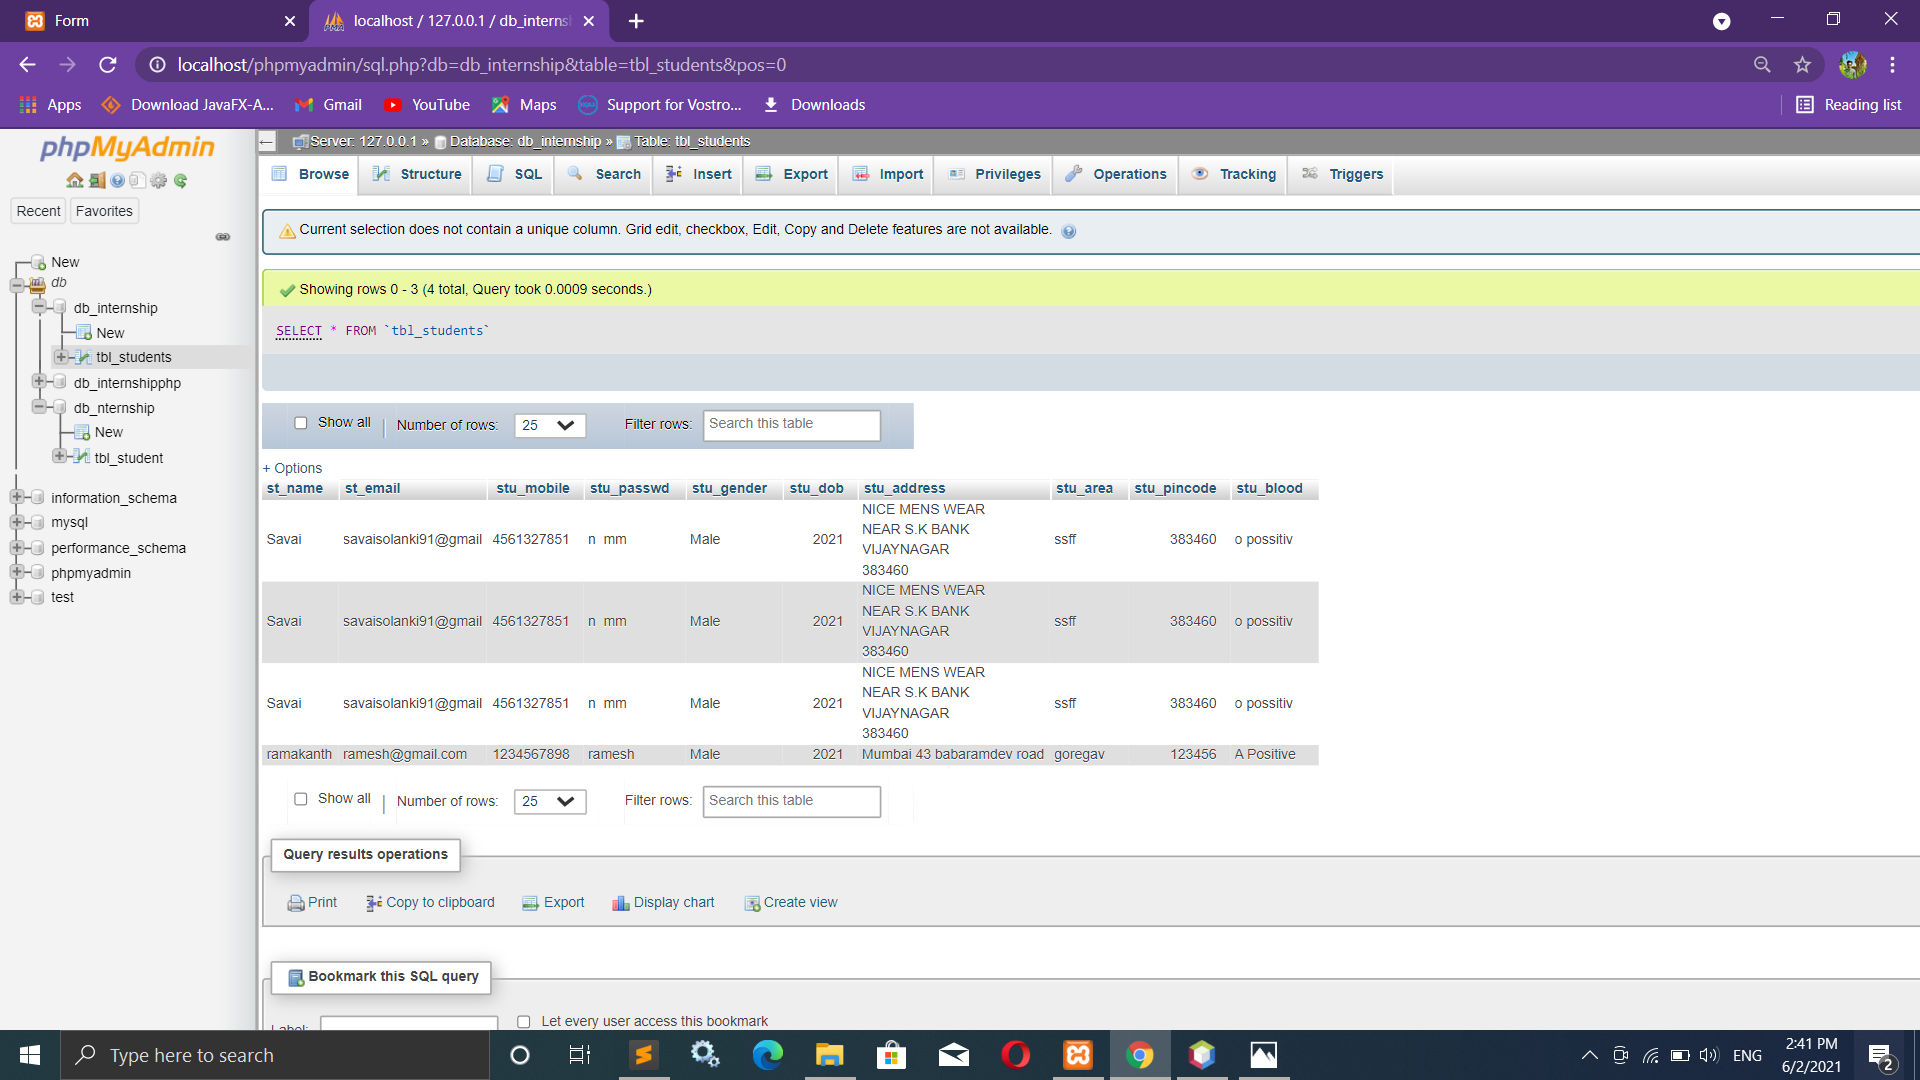 Form
localhost / 127.0.0.1 / db_interns
localhost/phpmyadmin/sql.php?db=db_internship&table=tbl_students&pos=0
Apps
Download JavaFX-A...
Gmail
YouTube
Maps
Support for Vostro...
Downloads
Reading list
phpMyAdmin
Recent
Favorites
New
db
db_internship
New
tbl_students
db_internshipphp
db_nternship
New
tbl_student
information_schema
mysql
performance_schema
phpmyadmin
test
Server: 127.0.0.1 » Database: db_internship » Table: tbl_students
Browse Structure SQL Search Insert Export Import Privileges Operations Tracking Triggers
Current selection does not contain a unique column. Grid edit, checkbox, Edit, Copy and Delete features are not available.
Showing rows 0 - 3 (4 total, Query took 0.0009 seconds.)
SELECT * FROM `tbl_students`
Show all | Number of rows: 25 Filter rows: Search this table
+ Options
st_name st_email stu_mobile stu_passwd stu_gender stu_dob stu_address stu_area stu_pincode stu_blood
NICE MENS WEAR
NEAR S.K BANK
Savai savaisolanki91@gmail 4561327851 n mm Male 2021 ssff 383460 o possitiv
VIJAYNAGAR
383460
NICE MENS WEAR
NEAR S.K BANK
Savai savaisolanki91@gmail 4561327851 n mm Male 2021 ssff 383460 o possitiv
VIJAYNAGAR
383460
NICE MENS WEAR
NEAR S.K BANK
Savai savaisolanki91@gmail 4561327851 n mm Male 2021 ssff 383460 o possitiv
VIJAYNAGAR
383460
ramakanth ramesh@gmail.com 1234567898 ramesh Male 2021 Mumbai 43 babaramdev road goregav 123456 A Positive
Show all | Number of rows: 25 Filter rows: Search this table
Query results operations
Print Copy to clipboard Export Display chart Create view
Bookmark this SQL query
Label: Let every user access this bookmark
Type here to search
ENG
2:41 PM
6/2/2021
2